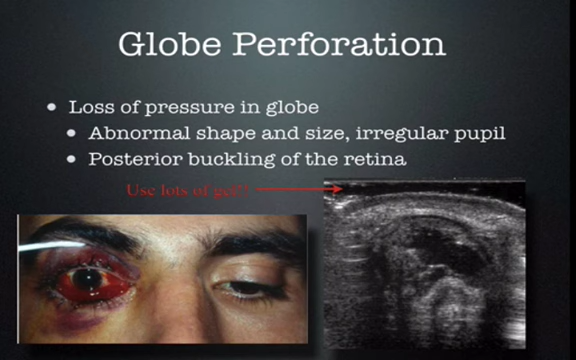 Globe Perforation
Loss of pressure in globe
Abnormal shape and size, irregular pupil
Posterior buckling of the retina
Use lots of gel!!